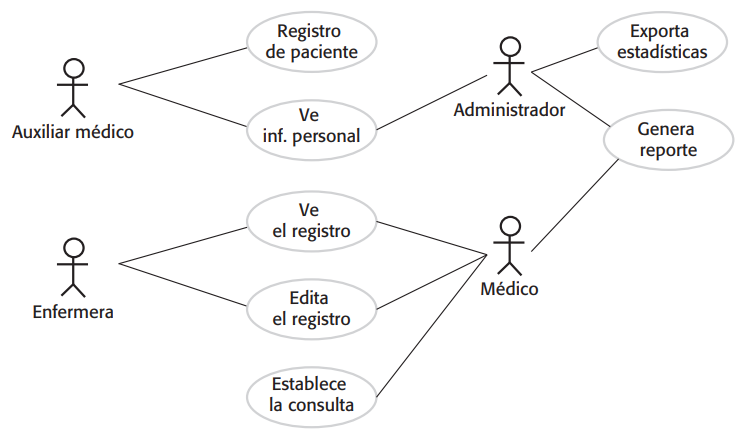 Registro
de paciente
Exporta
estadísticas
Auxiliar médico
Ve
inf. personal
Administrador
Genera
reporte
Ve
el registro
Enfermera
Edita
el registro
Médico
Establece
la consulta